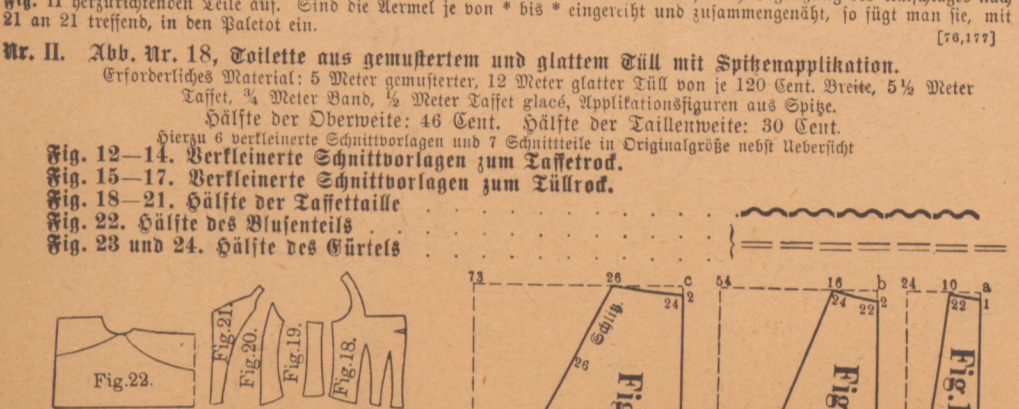 Fig. 11 herzurichtenden Teile auf. Sind die Aermel je von * bis * eingereiht und zusammengenäht, so fügt man sie, mit
21 an 21 treffend, in den Paletot ein.
[76,177]
Nr. II. Abb. Nr. 18, Toilette aus gemustertem und glattem Tüll mit Spitzenapplikation.
Erforderliches Material: 5 Meter gemusterter, 12 Meter glatter Tüll von je 120 Cent. Breite, 5½ Meter
Taffet, ¾ Meter Band, ½ Meter Taffet glacé, Applikationsfiguren aus Spitze.
Hälfte der Oberweite: 46 Cent. Hälfte der Taillenweite: 30 Cent.
Hierzu 6 verkleinerte Schnittvorlagen und 7 Schnittteile in Originalgröße nebst Uebersicht
Fig. 12—14. Verkleinerte Schnittvorlagen zum Taffetrock.
Fig. 15—17. Verkleinerte Schnittvorlagen zum Tüllrock.
Fig. 18—21. Hälfte der Taffettaille
Fig. 22. Hälfte des Blusenteils
Fig. 23 und 24. Hälfte des Gürtels
73 26 c
24 2
Schlitz.
26
Fig
54 16 b
24 22 2
Fig.
24 10 a
22 1
Fig.
Fig.22.
Fig.21.
Fig.20.
Fig.19.
Fig.18.